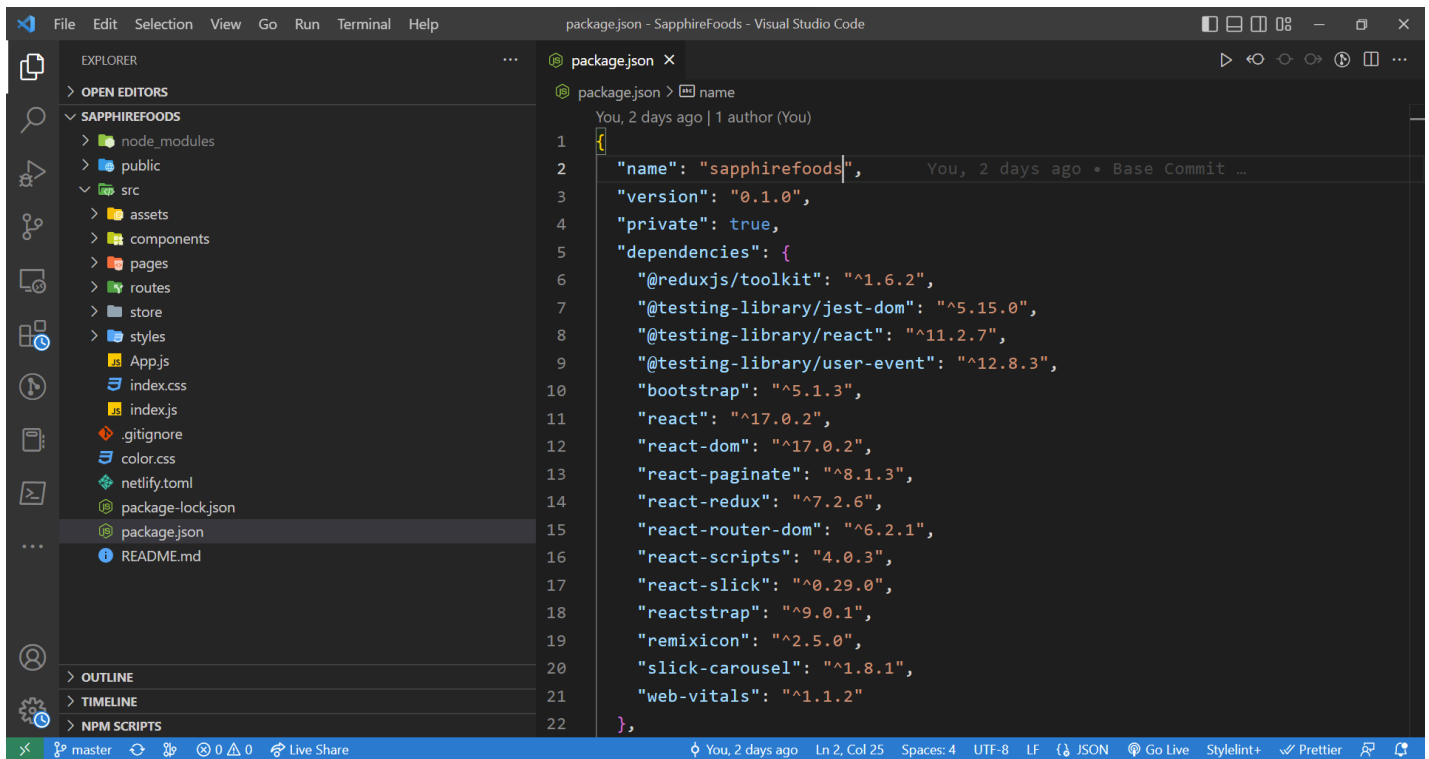 File Edit Selection View Go Run Terminal Help
package.json - SapphireFoods - Visual Studio Code
EXPLORER
OPEN EDITORS
SAPPHIREFOODS
node_modules
public
src
assets
components
pages
routes
store
styles
App.js
index.css
index.js
.gitignore
color.css
netlify.toml
package-lock.json
package.json
README.md
OUTLINE
TIMELINE
NPM SCRIPTS
package.json
package.json > name
You, 2 days ago | 1 author (You)
1 {
2 "name": "sapphirefoods", You, 2 days ago • Base Commit …
3 "version": "0.1.0",
4 "private": true,
5 "dependencies": {
6 "@reduxjs/toolkit": "^1.6.2",
7 "@testing-library/jest-dom": "^5.15.0",
8 "@testing-library/react": "^11.2.7",
9 "@testing-library/user-event": "^12.8.3",
10 "bootstrap": "^5.1.3",
11 "react": "^17.0.2",
12 "react-dom": "^17.0.2",
13 "react-paginate": "^8.1.3",
14 "react-redux": "^7.2.6",
15 "react-router-dom": "^6.2.1",
16 "react-scripts": "4.0.3",
17 "react-slick": "^0.29.0",
18 "reactstrap": "^9.0.1",
19 "remixicon": "^2.5.0",
20 "slick-carousel": "^1.8.1",
21 "web-vitals": "^1.1.2"
22 },
master 0 0 Live Share You, 2 days ago Ln 2, Col 25 Spaces: 4 UTF-8 LF JSON Go Live Stylelint+ Prettier